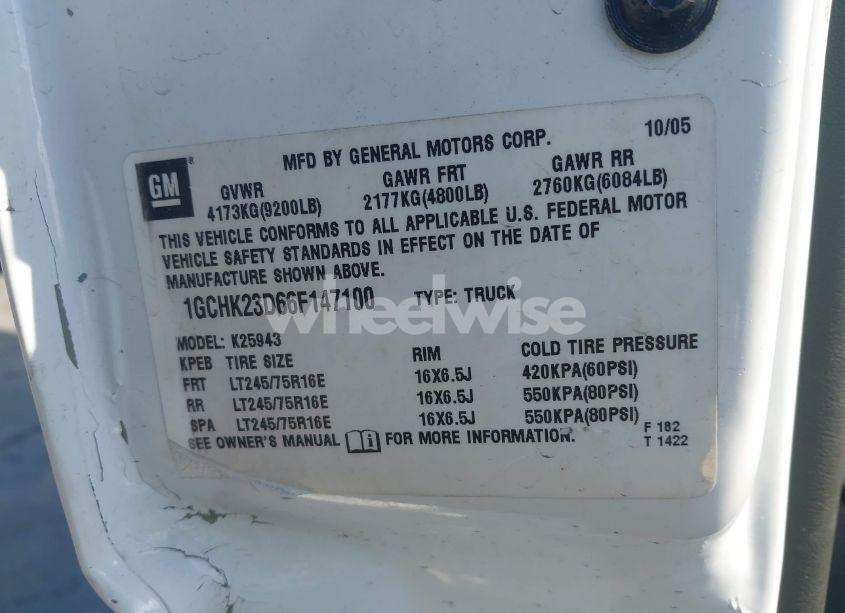 10/05
MFD BY GENERAL MOTORS CORP.
GM
GVWR GAWR FRT GAWR RR
4173KG(9200LB) 2177KG(4800LB) 2760KG(6084LB)
THIS VEHICLE CONFORMS TO ALL APPLICABLE U.S. FEDERAL MOTOR
VEHICLE SAFETY STANDARDS IN EFFECT ON THE DATE OF
MANUFACTURE SHOWN ABOVE.
1GCHK23D66F147100 TYPE: TRUCK
wheelwise
MODEL: K25943
KPEB TIRE SIZE RIM COLD TIRE PRESSURE
FRT LT245/75R16E 16X6.5J 420KPA(60PSI)
RR LT245/75R16E 16X6.5J 550KPA(80PSI)
SPA LT245/75R16E 16X6.5J 550KPA(80PSI)
SEE OWNER'S MANUAL i FOR MORE INFORMATION.
F 182
T 1422